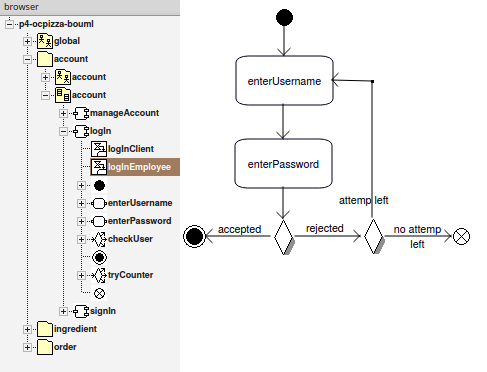 browser
p4-ocpizza-bouml
global
account
account
account
manageAccount
logIn
logInClient
logInEmployee
enterUsername
enterPassword
checkUser
tryCounter
signIn
ingredient
order
enterUsername
enterPassword
attemp left
accepted
rejected
no attemp
left